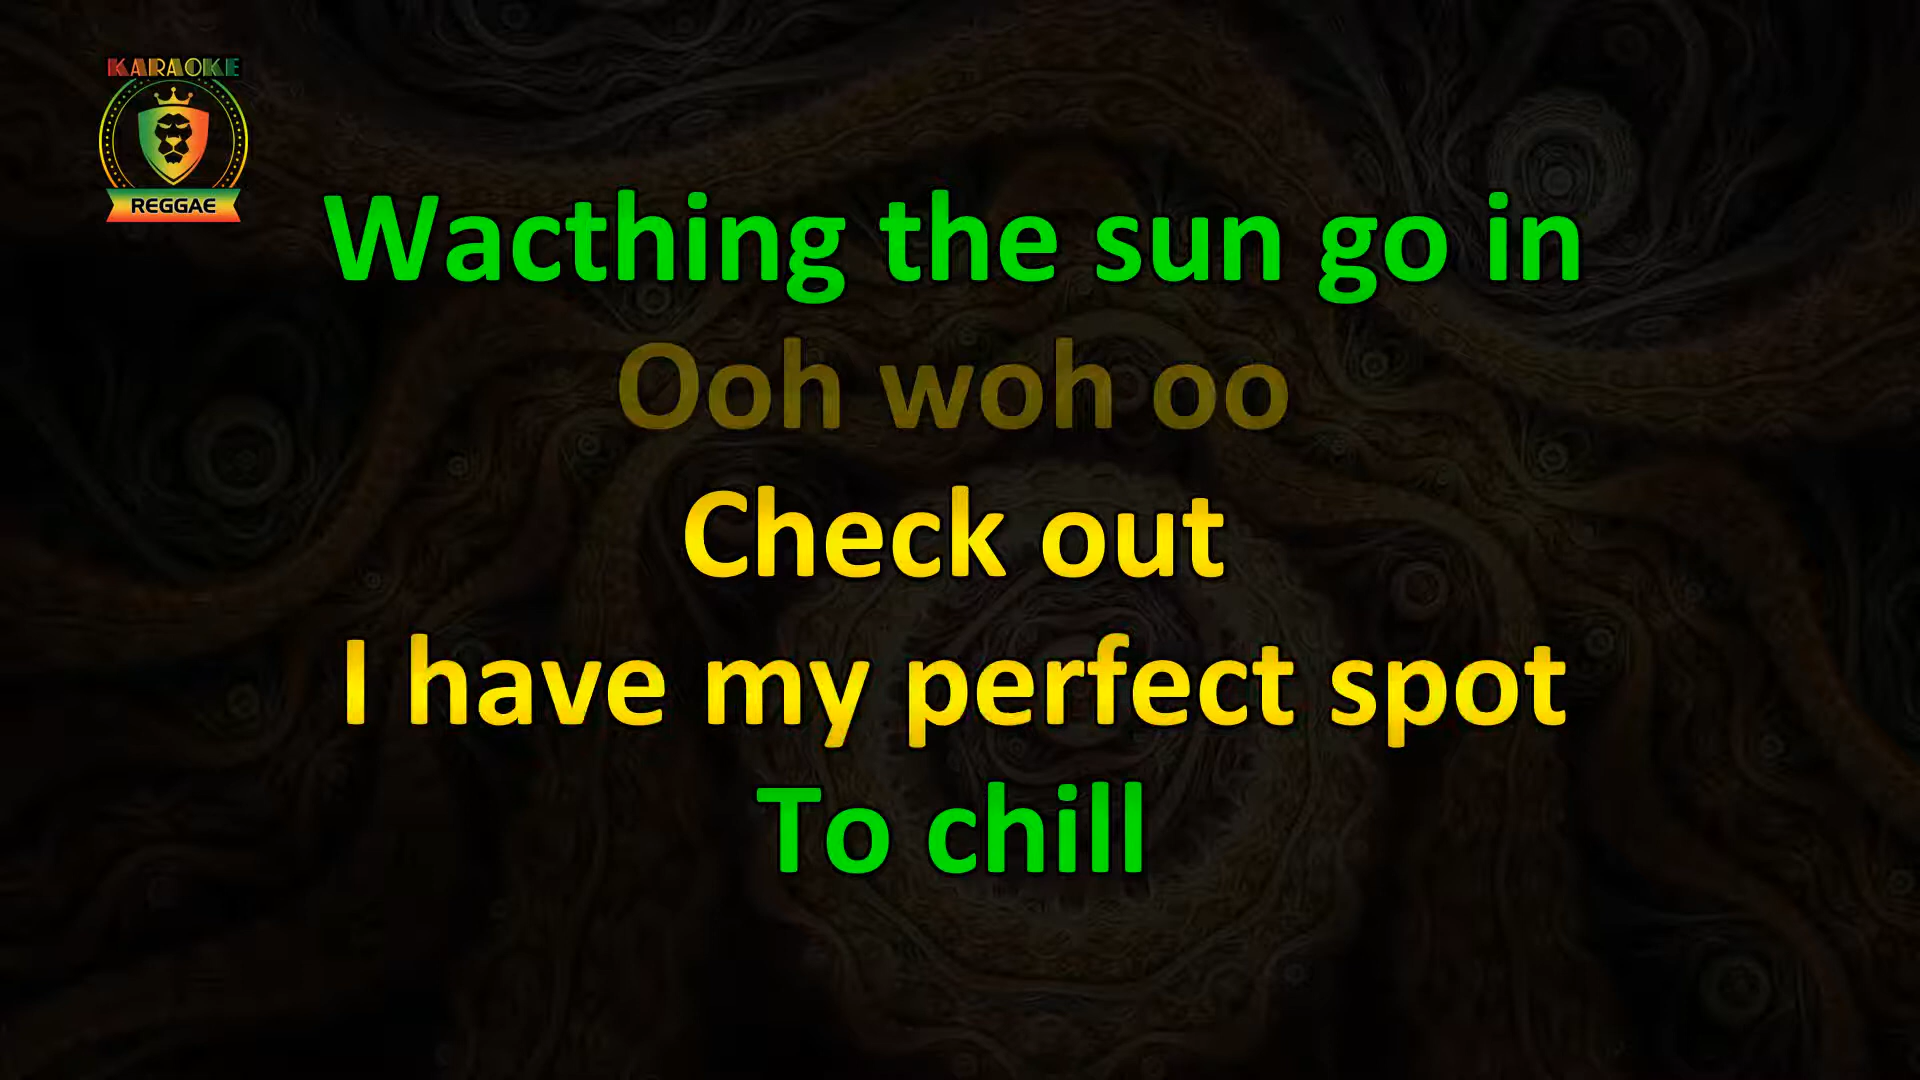 KARAOKE
REGGAE
Wacthing the sun go in
Ooh woh oo
Check out
I have my perfect spot
To chill